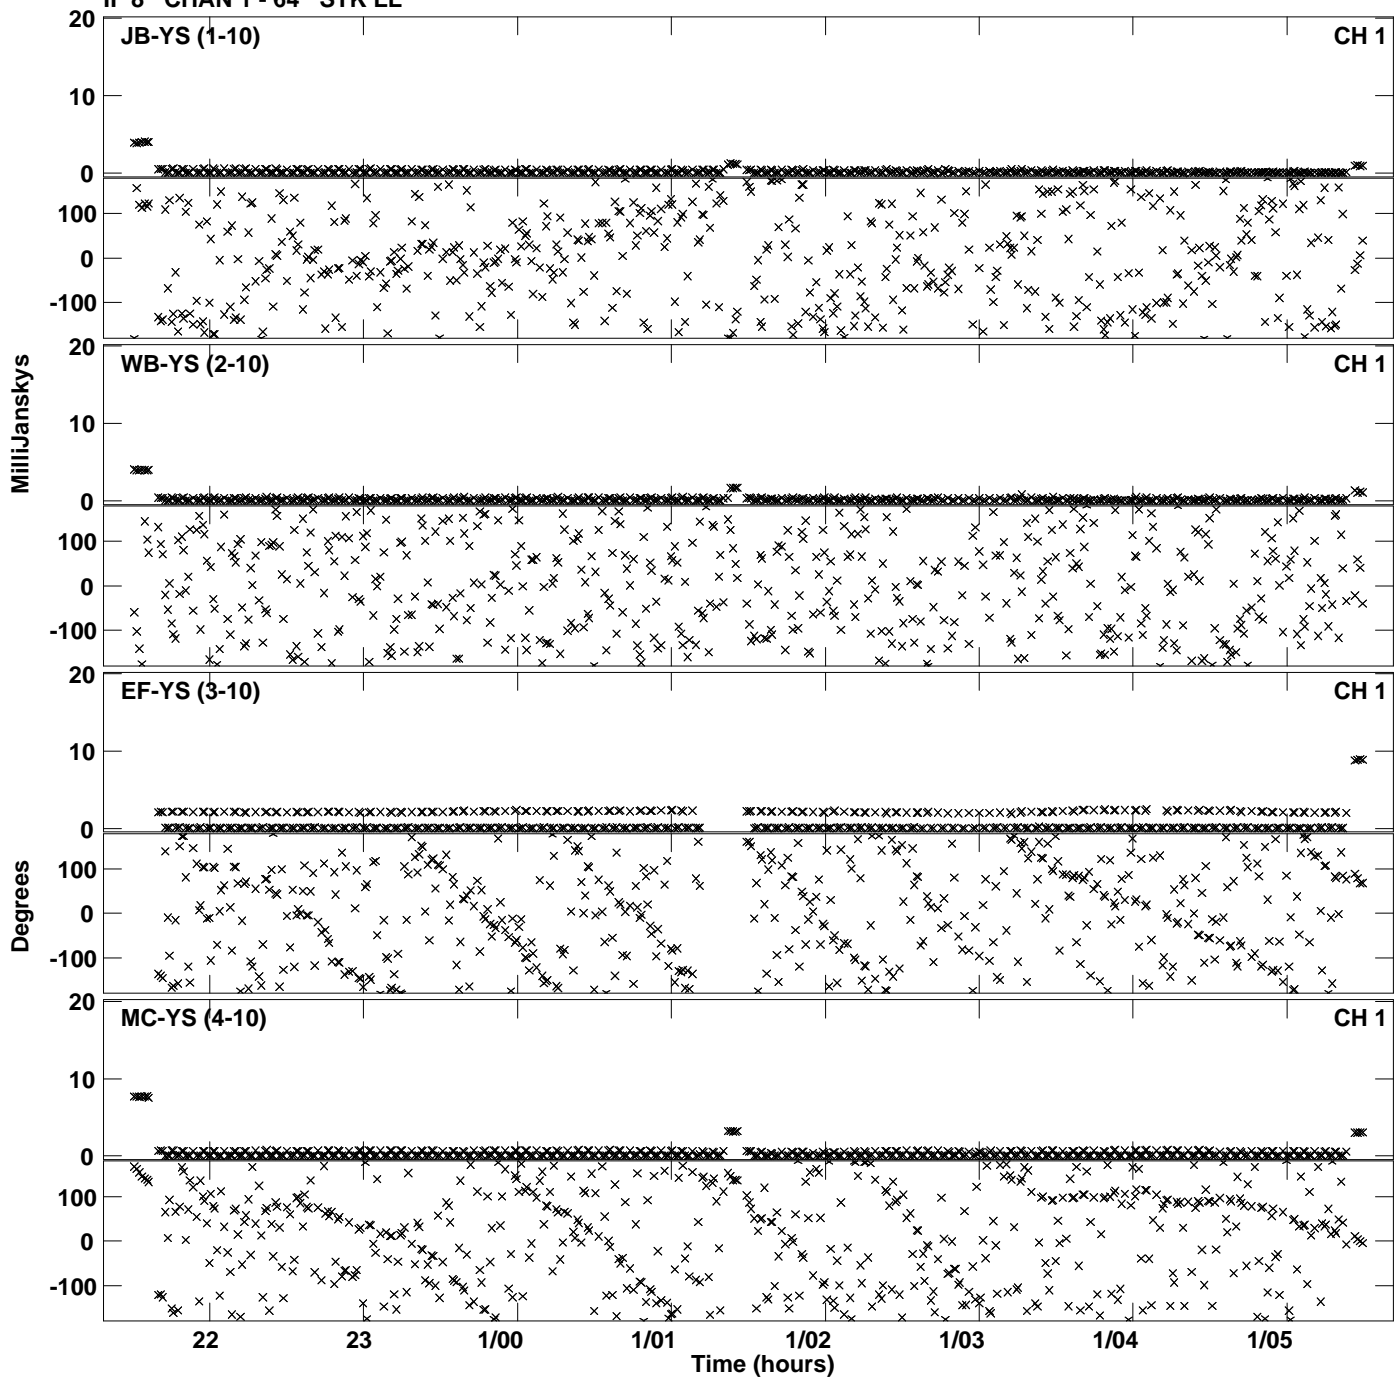 IF 8 CHAN 1 - 64 STK LL
20
JB-YS (1-10)
CH 1
10
0
100
0
-100
20
WB-YS (2-10)
CH 1
10
0
100
0
-100
MilliJanskys
20
EF-YS (3-10)
CH 1
10
0
100
0
-100
Degrees
20
MC-YS (4-10)
CH 1
10
0
100
0
-100
22 23 1/00 1/01 1/02 1/03 1/04 1/05
Time (hours)